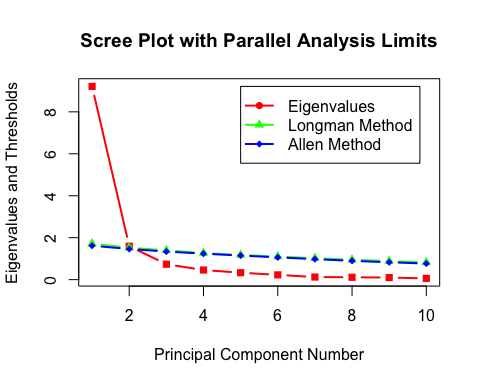 Scree Plot with Parallel Analysis Limits
Eigenvalues and Thresholds
8
6
4
2
0
Eigenvalues
Longman Method
Allen Method
2
4
6
8
10
Principal Component Number